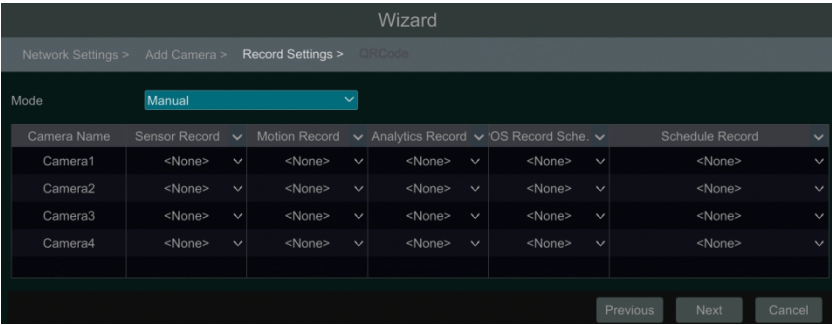 Wizard
Network Settings > Add Camera > Record Settings > QRCode
Mode Manual
Camera Name Sensor Record Motion Record Analytics Record OS Record Sche. Schedule Record
Camera1 <None> <None> <None> <None> <None>
Camera2 <None> <None> <None> <None> <None>
Camera3 <None> <None> <None> <None> <None>
Camera4 <None> <None> <None> <None> <None>
Previous Next Cancel